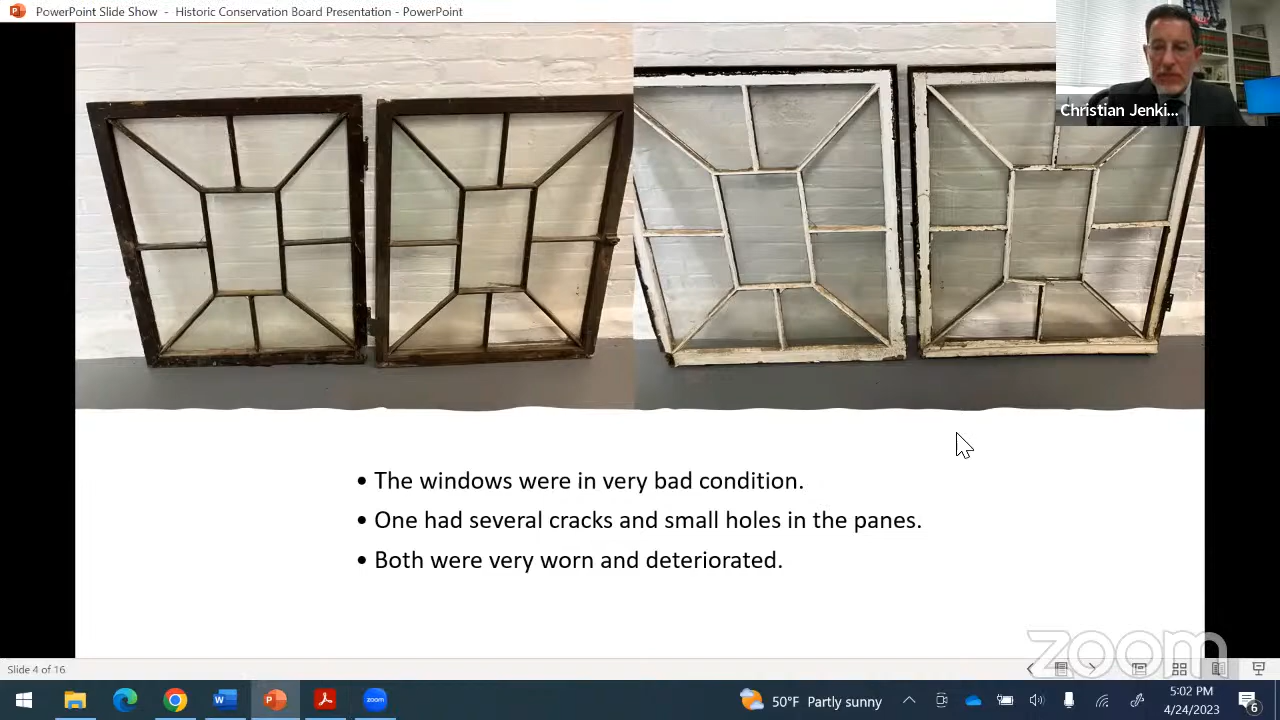 PowerPoint Slide Show - Historic Conservation Board Presentation - PowerPoint
Christian Jenki...
• The windows were in very bad condition.
• One had several cracks and small holes in the panes.
• Both were very worn and deteriorated.
zoom
Slide 4 of 16
50°F Partly sunny
5:02 PM
4/24/2023
6
zoom